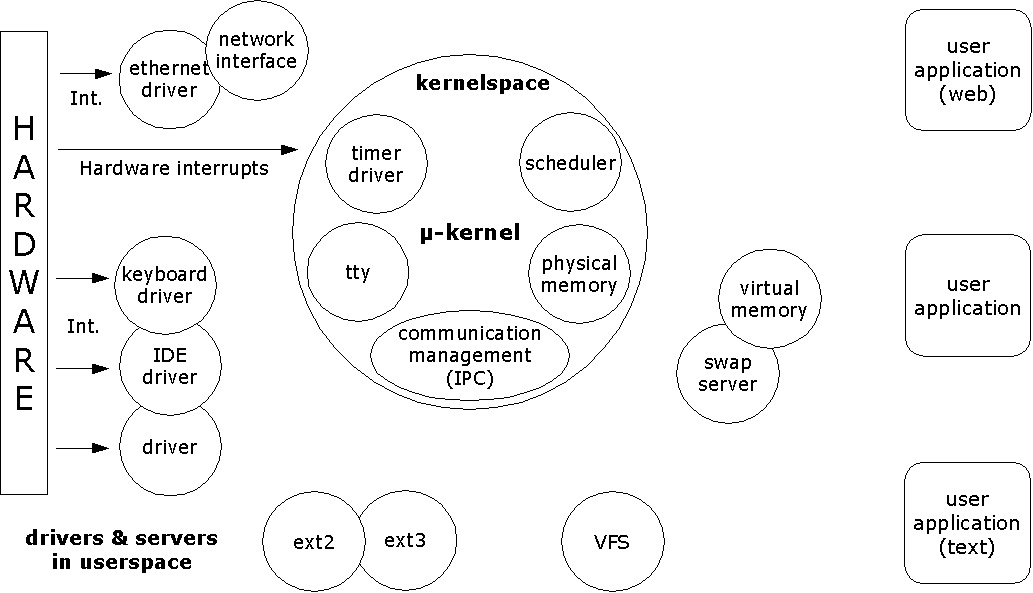 HARDWARE
Int.
ethernet
driver
network
interface
Hardware interrupts
kernelspace
timer
driver
scheduler
µ-kernel
tty
physical
memory
communication
management
(IPC)
keyboard
driver
Int.
IDE
driver
driver
virtual
memory
swap
server
user
application
(web)
user
application
user
application
(text)
drivers & servers
in userspace
ext2
ext3
VFS